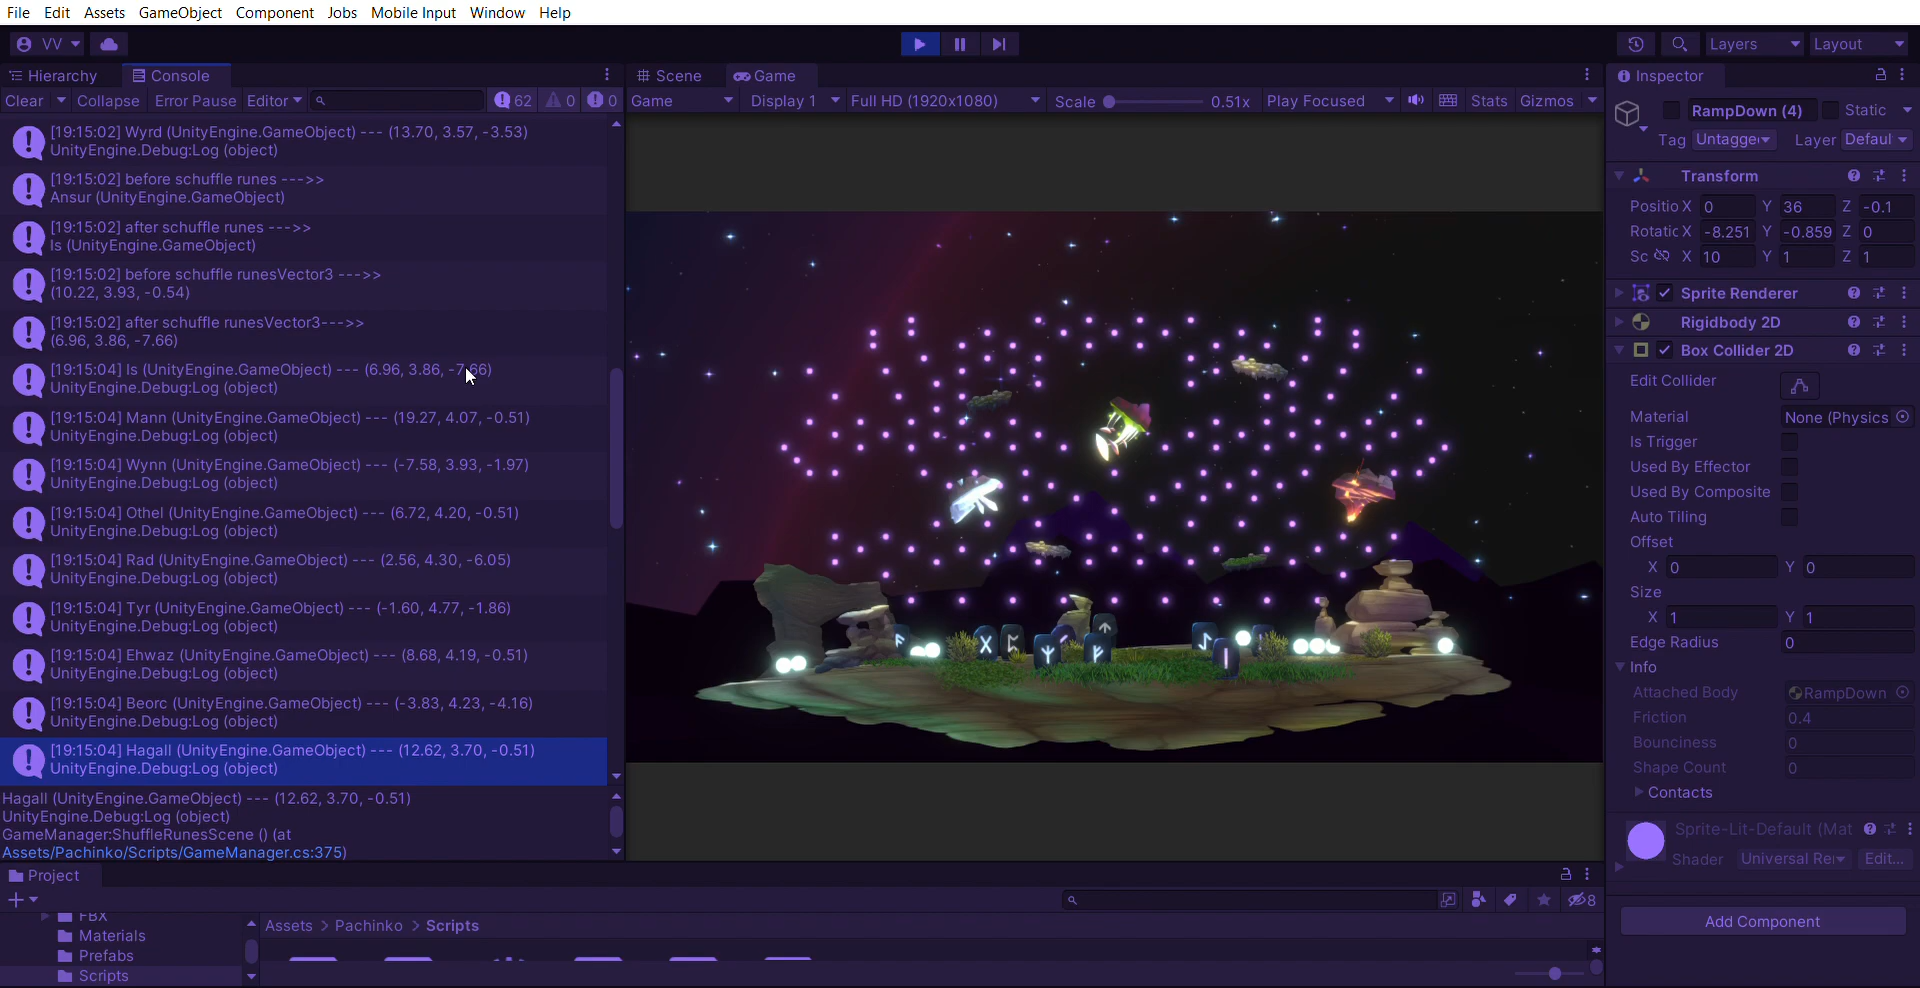 File Edit Assets GameObject Component Jobs Mobile Input Window Help
VV
Layers Layout
Hierarchy Console
Clear Collapse Error Pause Editor 62 0 0
[19:15:02] Wyrd (UnityEngine.GameObject) --- (13.70, 3.57, -3.53)
UnityEngine.Debug:Log (object)
[19:15:02] before schuffle runes --->>
Ansur (UnityEngine.GameObject)
[19:15:02] after schuffle runes --->>
Is (UnityEngine.GameObject)
[19:15:02] before schuffle runesVector3 --->>
(10.22, 3.93, -0.54)
[19:15:02] after schuffle runesVector3--->>
(6.96, 3.86, -7.66)
[19:15:04] Is (UnityEngine.GameObject) --- (6.96, 3.86, -7.66)
UnityEngine.Debug:Log (object)
[19:15:04] Mann (UnityEngine.GameObject) --- (19.27, 4.07, -0.51)
UnityEngine.Debug:Log (object)
[19:15:04] Wynn (UnityEngine.GameObject) --- (-7.58, 3.93, -1.97)
UnityEngine.Debug:Log (object)
[19:15:04] Othel (UnityEngine.GameObject) --- (6.72, 4.20, -0.51)
UnityEngine.Debug:Log (object)
[19:15:04] Rad (UnityEngine.GameObject) --- (2.56, 4.30, -6.05)
UnityEngine.Debug:Log (object)
[19:15:04] Tyr (UnityEngine.GameObject) --- (-1.60, 4.77, -1.86)
UnityEngine.Debug:Log (object)
[19:15:04] Ehwaz (UnityEngine.GameObject) --- (8.68, 4.19, -0.51)
UnityEngine.Debug:Log (object)
[19:15:04] Beorc (UnityEngine.GameObject) --- (-3.83, 4.23, -4.16)
UnityEngine.Debug:Log (object)
[19:15:04] Hagall (UnityEngine.GameObject) --- (12.62, 3.70, -0.51)
UnityEngine.Debug:Log (object)
Hagall (UnityEngine.GameObject) --- (12.62, 3.70, -0.51)
UnityEngine.Debug:Log (object)
GameManager:ShuffleRunesScene () (at
Assets/Pachinko/Scripts/GameManager.cs:375)
Scene Game
Game Display 1 Full HD (1920x1080) Scale 0.51x Play Focused Stats Gizmos
Inspector
RampDown (4) Static
Tag Untagge Layer Defaul
Transform
Positio X 0 Y 36 Z -0.1
Rotatic X -8.251 Y -0.859 Z 0
Sc X 10 Y 1 Z 1
Sprite Renderer
Rigidbody 2D
Box Collider 2D
Edit Collider
Material None (Physics
Is Trigger
Used By Effector
Used By Composite
Auto Tiling
Offset
X 0 Y 0
Size
X 1 Y 1
Edge Radius 0
Info
Attached Body RampDown
Friction 0.4
Bounciness 0
Shape Count 0
Contacts
Sprite-Lit-Default (Mat
Shader Universal Re Edit...
Add Component
Project
8
FBX
Materials
Prefabs
Scripts
Assets > Pachinko > Scripts